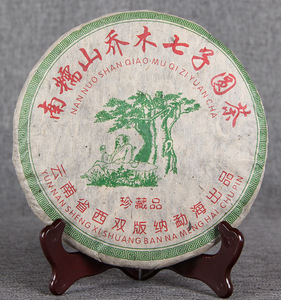 南糯山乔木七子圆茶
NAN NUO SHAN QIAO MU QI ZI YUAN CHA
珍藏品
云南省西双版纳勐海出品
YUNNAN SHENG XI SHUANG BAN NA MENG HAI CHU PIN